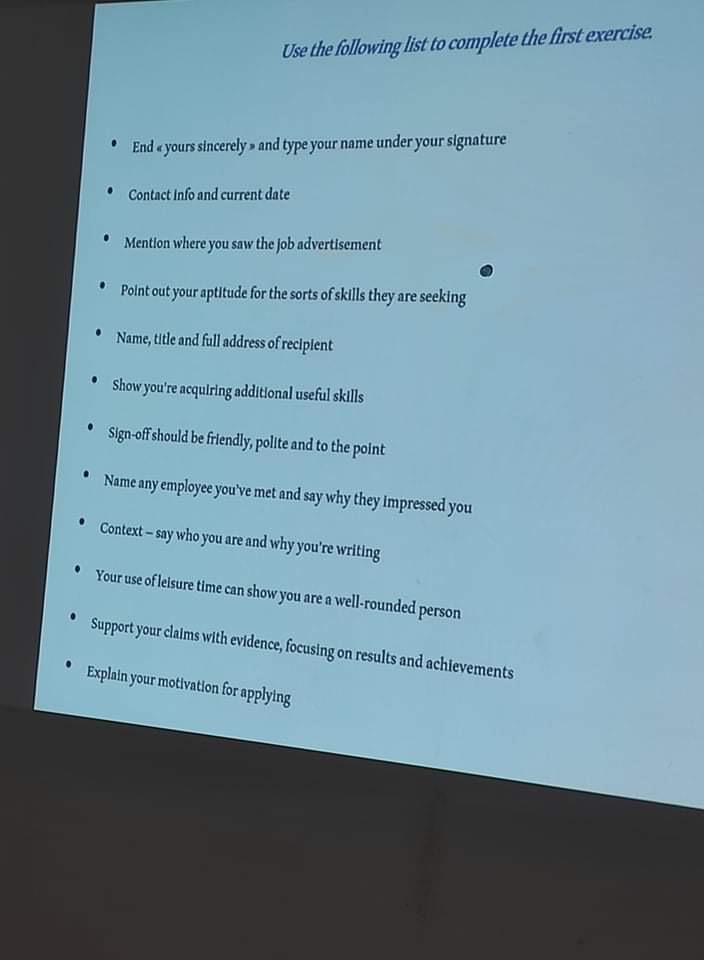 Use the following list to complete the first exercise.
• End « yours sincerely » and type your name under your signature
• Contact info and current date
• Mention where you saw the job advertisement
• Point out your aptitude for the sorts of skills they are seeking
• Name, title and full address of recipient
• Show you're acquiring additional useful skills
• Sign-off should be friendly, polite and to the point
• Name any employee you've met and say why they impressed you
• Context – say who you are and why you're writing
• Your use of leisure time can show you are a well-rounded person
• Support your claims with evidence, focusing on results and achievements
• Explain your motivation for applying